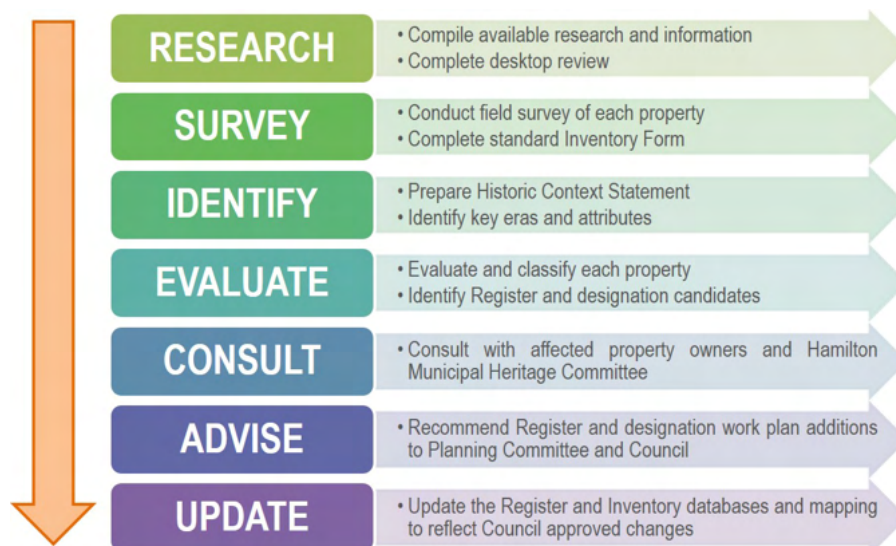 RESEARCH
• Compile available research and information
• Complete desktop review
SURVEY
• Conduct field survey of each property
• Complete standard Inventory Form
IDENTIFY
• Prepare Historic Context Statement
• Identify key eras and attributes
EVALUATE
• Evaluate and classify each property
• Identify Register and designation candidates
CONSULT
• Consult with affected property owners and Hamilton
Municipal Heritage Committee
ADVISE
• Recommend Register and designation work plan additions
to Planning Committee and Council
UPDATE
• Update the Register and Inventory databases and mapping
to reflect Council approved changes